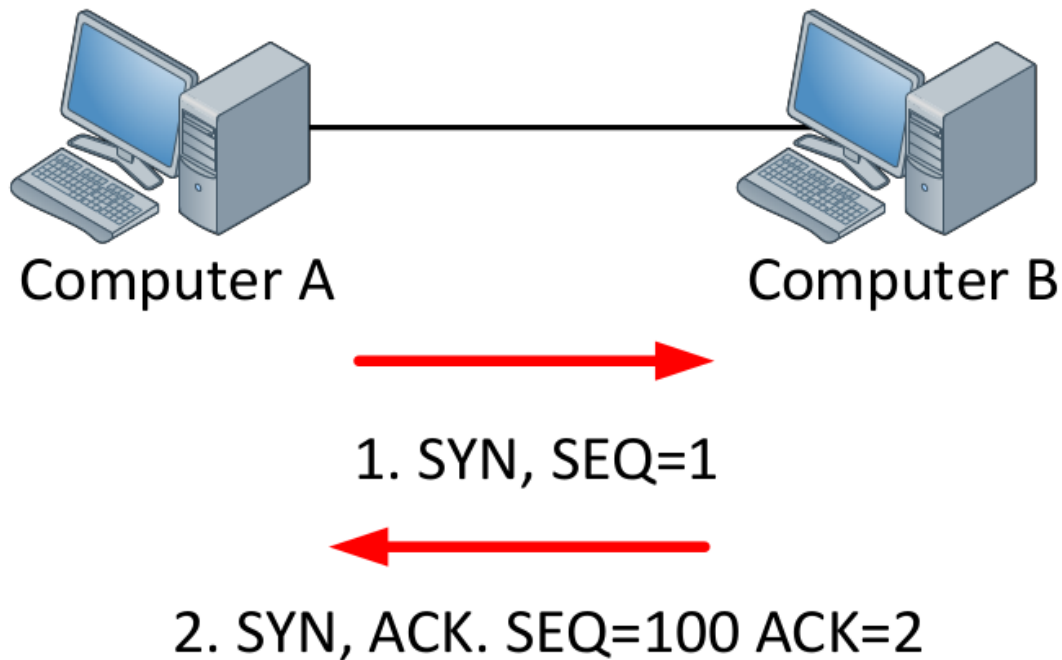 Computer A
Computer B
1. SYN, SEQ=1
2. SYN, ACK. SEQ=100 ACK=2